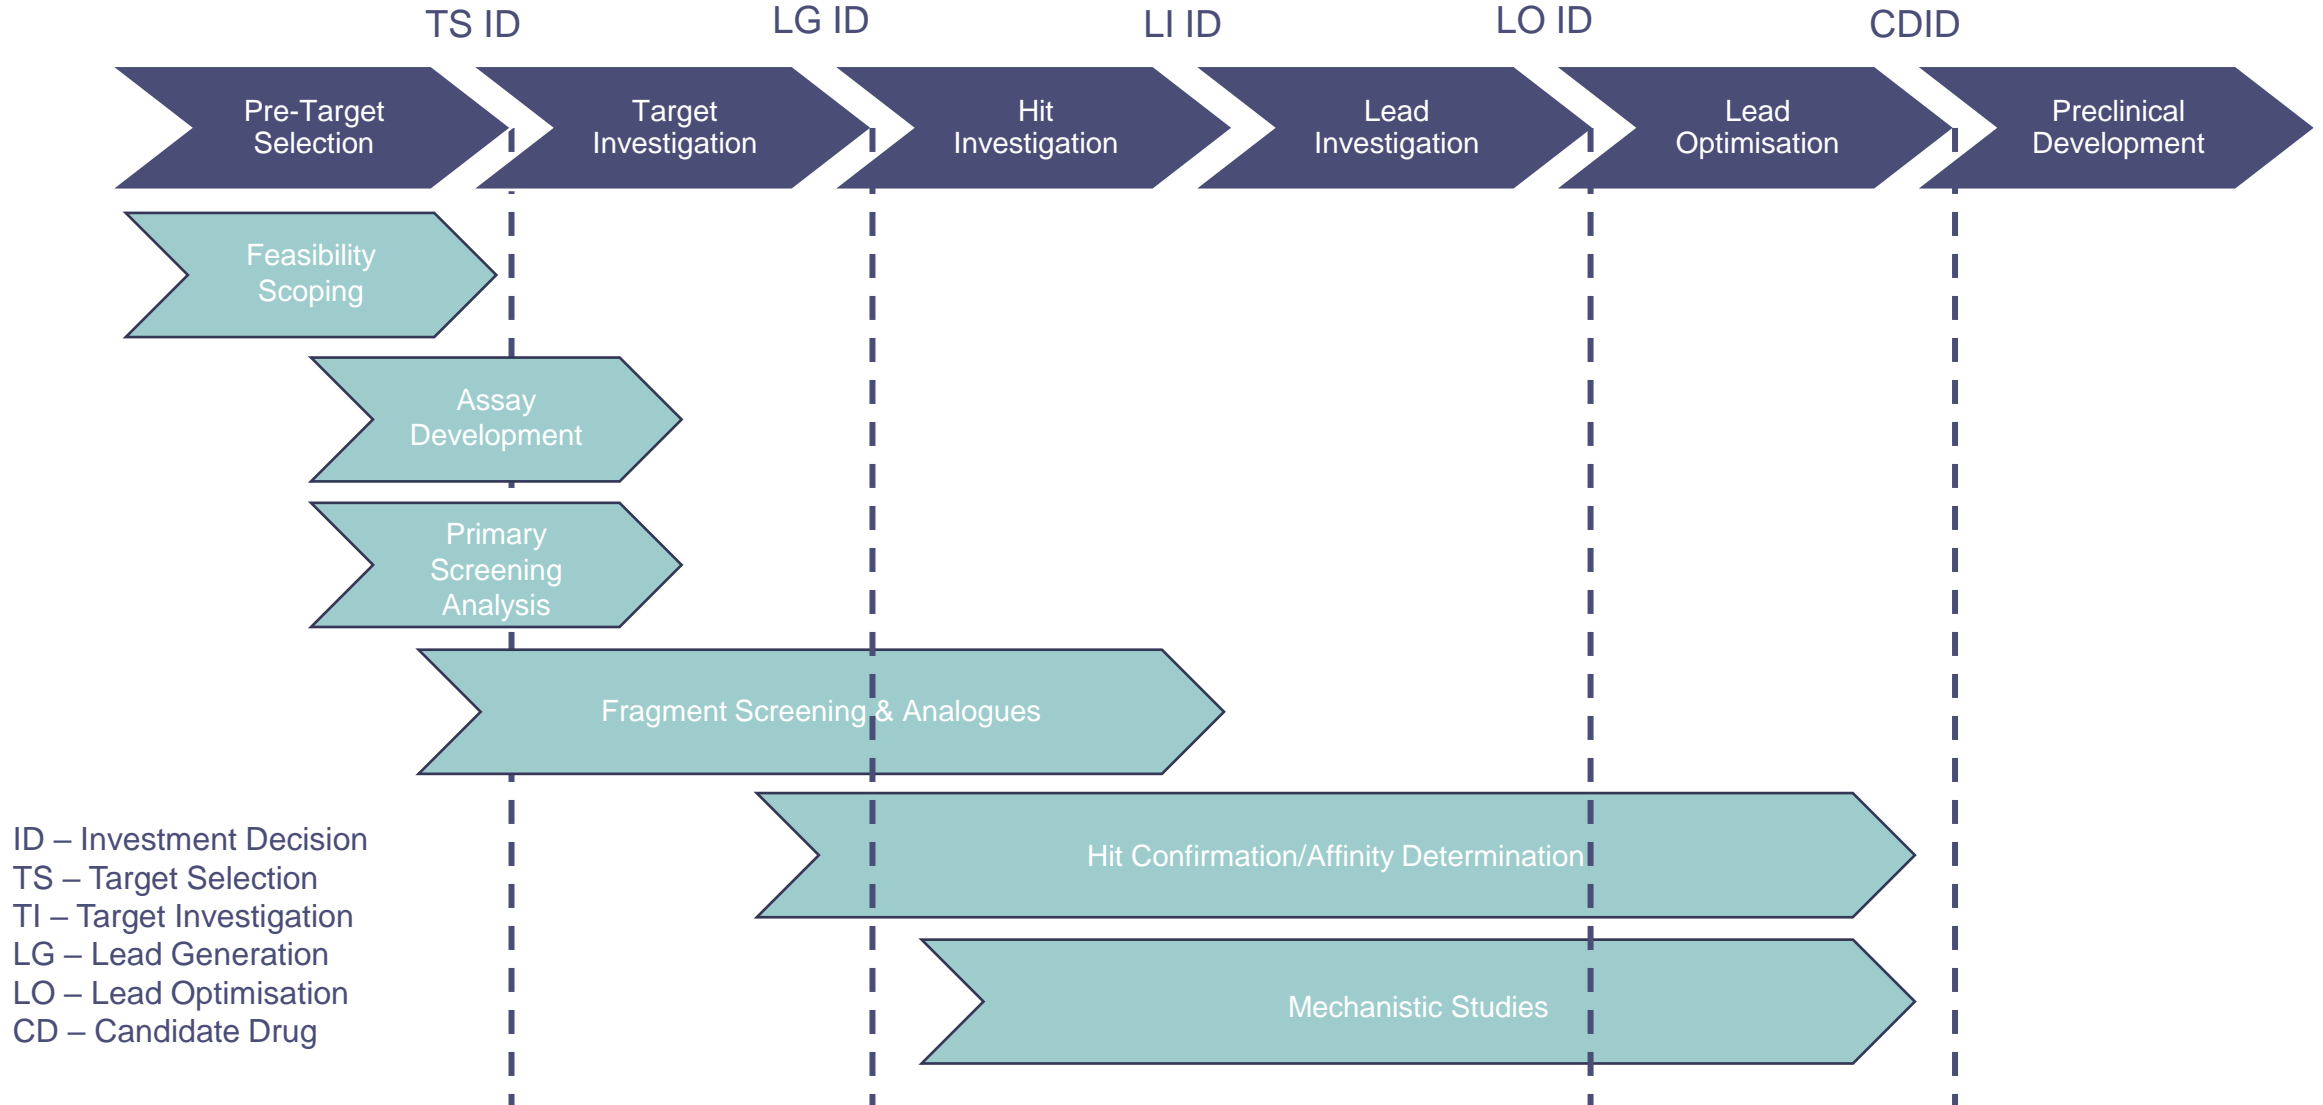 TS ID
LG ID
LI ID
LO ID
CDID
Pre-Target
Selection
Target
Investigation
Hit
Investigation
Lead
Investigation
Lead
Optimisation
Preclinical
Development
Feasibility
Scoping
Assay
Development
Primary
Screening
Analysis
Fragment Screening & Analogues
Hit Confirmation/Affinity Determination
Mechanistic Studies
ID – Investment Decision
TS – Target Selection
TI – Target Investigation
LG – Lead Generation
LO – Lead Optimisation
CD – Candidate Drug